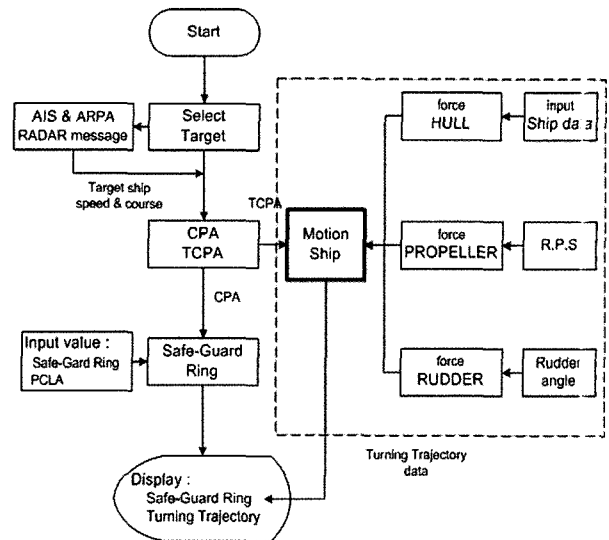 Start
AIS & ARPA
RADAR message
Select
Target
Target ship
speed & course
CPA
TCPA
TCPA
CPA
Input value :
Safe-Gard Ring
PCLA
Safe-Guard
Ring
Display :
Safe-Guard Ring
Turning Trajectory
Motion
Ship
force
HULL
input
Ship data
force
PROPELLER
R.P.S
force
RUDDER
Rudder
angle
Turning Trajectory
data